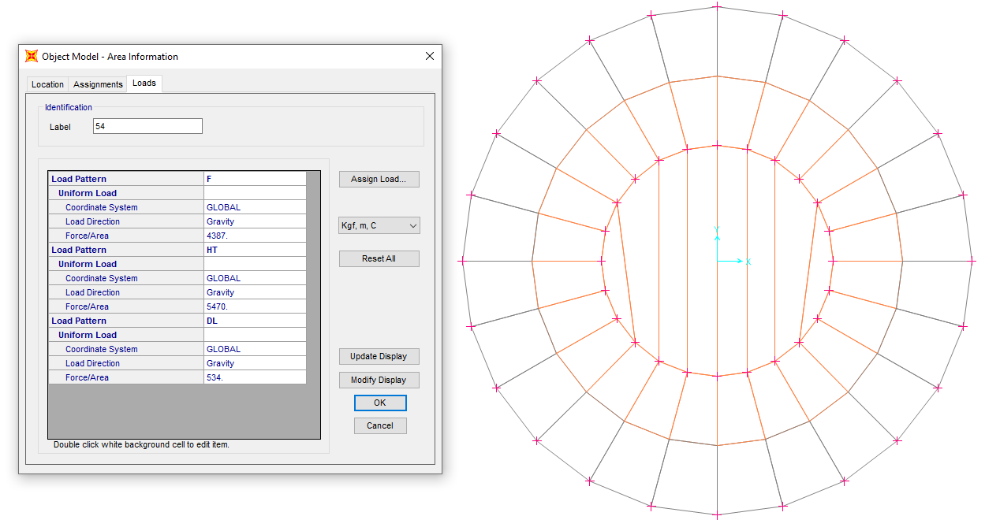 Object Model - Area Information
Location Assignments Loads
Identification
Label 54
Load Pattern F
Uniform Load
Coordinate System GLOBAL
Load Direction Gravity
Force/Area 4387.
Load Pattern HT
Uniform Load
Coordinate System GLOBAL
Load Direction Gravity
Force/Area 5470.
Load Pattern DL
Uniform Load
Coordinate System GLOBAL
Load Direction Gravity
Force/Area 534.
Double click white background cell to edit item.
Assign Load...
Kgf, m, C
Reset All
Update Display
Modify Display
OK
Cancel
Y
X